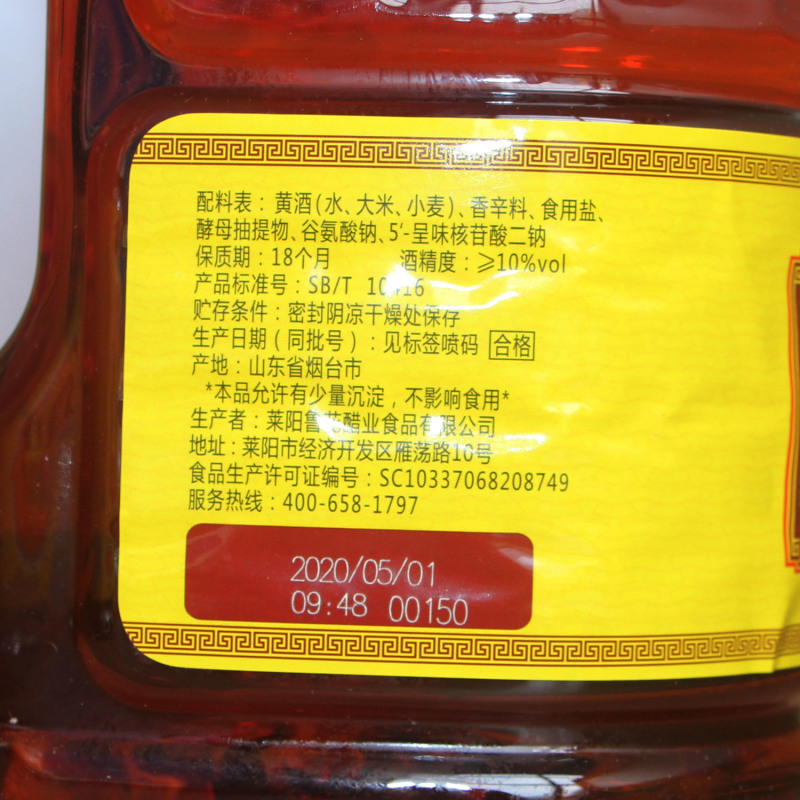 配料表：黄酒(水、大米、小麦)、香辛料、食用盐、
酵母抽提物、谷氨酸钠、5'-呈味核苷酸二钠
保质期：18个月 酒精度：≥10%vol
产品标准号：SB/T 10416
贮存条件：密封阴凉干燥处保存
生产日期(同批号)：见标签喷码 合格
产地：山东省烟台市
*本品允许有少量沉淀，不影响食用*
生产者：莱阳鲁花醋业食品有限公司
地址：莱阳市经济开发区雁荡路10号
食品生产许可证编号：SC10337068208749
服务热线：400-658-1797
2020/05/01
09:48 00150